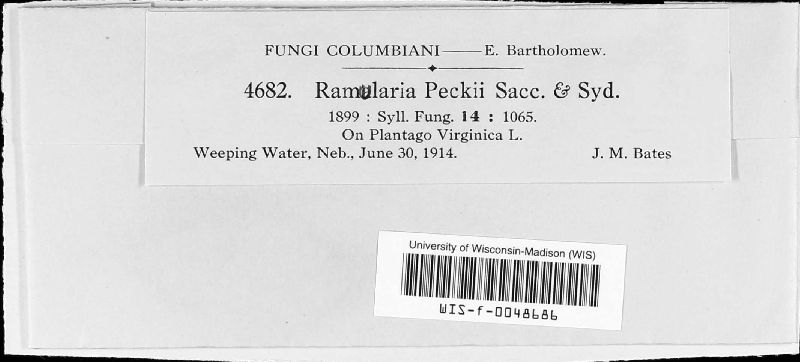 FUNGI COLUMBIANI—E. Bartholomew.
4682. Ramularia Peckii Sacc. & Syd.
1899 : Syll. Fung. 14 : 1065.
On Plantago Virginica L.
Weeping Water, Neb., June 30, 1914. J. M. Bates
University of Wisconsin-Madison (WIS)
WIS-f-0048686